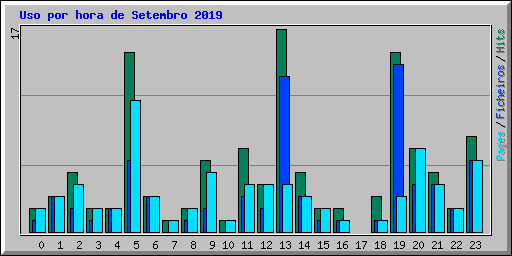 Uso por hora de Setembro 2019
17
Pages / Ficheiros / Hits
0 1 2 3 4 5 6 7 8 9 10 11 12 13 14 15 16 17 18 19 20 21 22 23